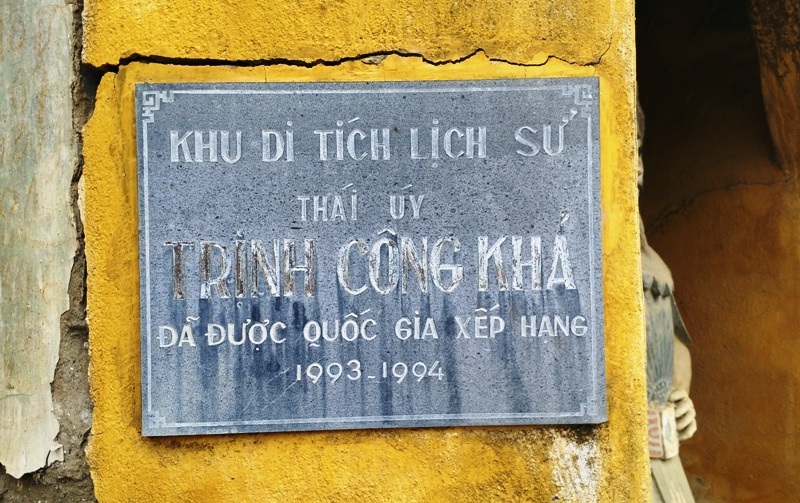 KHU DI TÍCH LỊCH SỬ
THÁI ÚY
TRỊNH CÔNG KHẢ
ĐÃ ĐƯỢC QUỐC GIA XẾP HẠNG
1993-1994